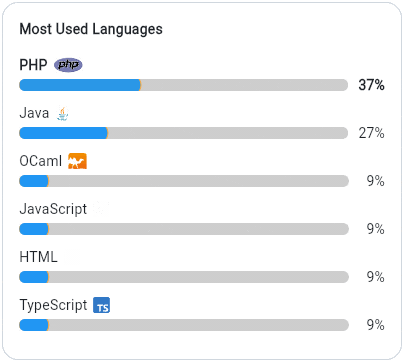 Most Used Languages
PHP php
37%
Java
27%
OCaml
9%
JavaScript
9%
HTML
9%
TypeScript TS
9%